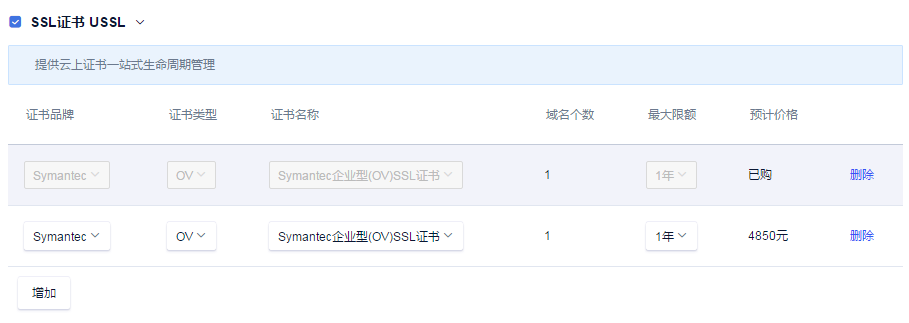 SSL证书 USSL
提供云上证书一站式生命周期管理
证书品牌 证书类型 证书名称 域名个数 最大限额 预计价格
Symantec OV Symantec企业型(OV)SSL证书 1 1年 已购 删除
Symantec OV Symantec企业型(OV)SSL证书 1 1年 4850元 删除
增加